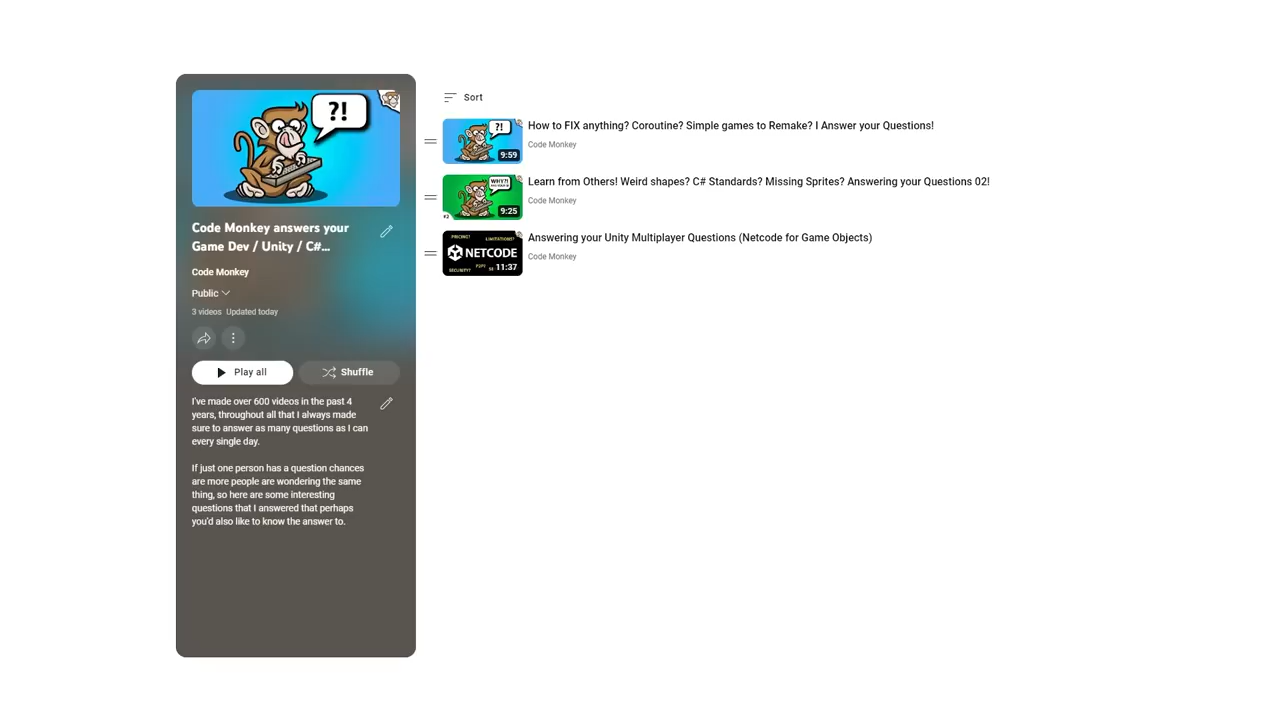 ?!
Code Monkey answers your
Game Dev / Unity / C#...
Code Monkey
Public
3 videos Updated today
Play all
Shuffle
I've made over 600 videos in the past 4
years, throughout all that I always made
sure to answer as many questions as I can
every single day.
If just one person has a question chances
are more people are wondering the same
thing, so here are some interesting
questions that I answered that perhaps
you'd also like to know the answer to.
Sort
?!
9:59
How to FIX anything? Coroutine? Simple games to Remake? I Answer your Questions!
Code Monkey
WHY?!
#2
9:25
Learn from Others! Weird shapes? C# Standards? Missing Sprites? Answering your Questions 02!
Code Monkey
PRICING?
LIMITATIONS?
NETCODE
SECURITY?
11:37
Answering your Unity Multiplayer Questions (Netcode for Game Objects)
Code Monkey